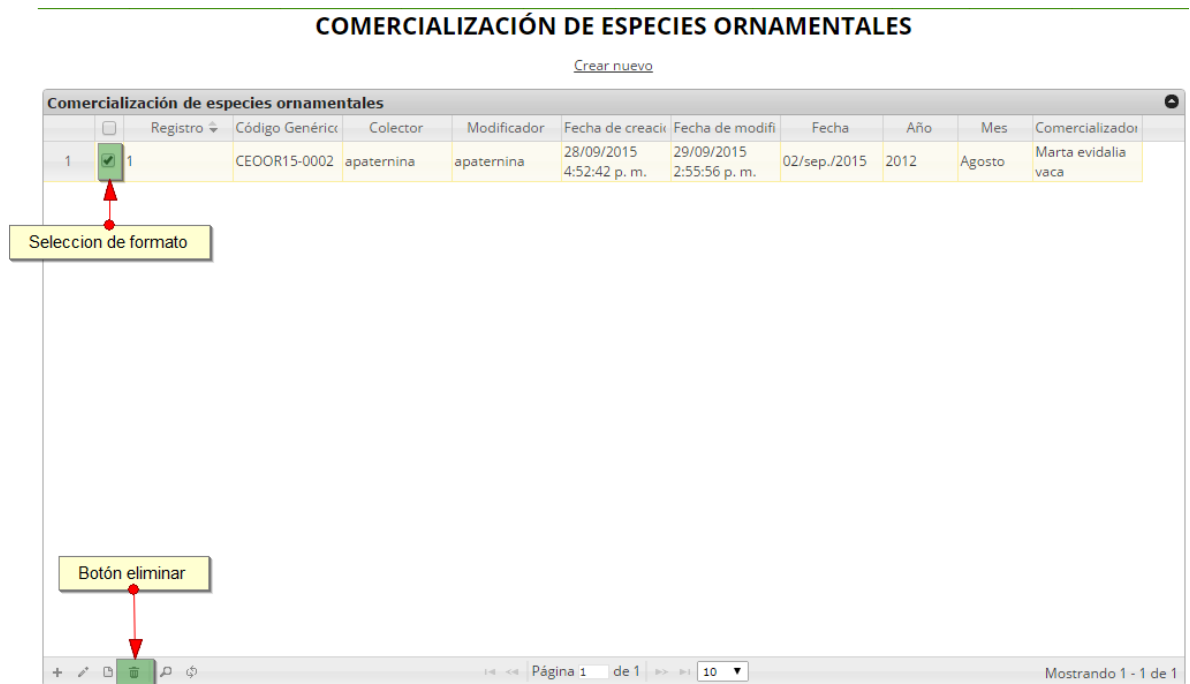 COMERCIALIZACIÓN DE ESPECIES ORNAMENTALES
Crear nuevo
Comercialización de especies ornamentales
Registro Código Genérico Colector Modificador Fecha de creació Fecha de modifi Fecha Año Mes Comercializador
1 1 CEOOR15-0002 apaternina apaternina 28/09/2015 4:52:42 p. m. 29/09/2015 2:55:56 p. m. 02/sep./2015 2012 Agosto Marta evidalia vaca
Seleccion de formato
Botón eliminar
Página 1 de 1 10 Mostrando 1 - 1 de 1